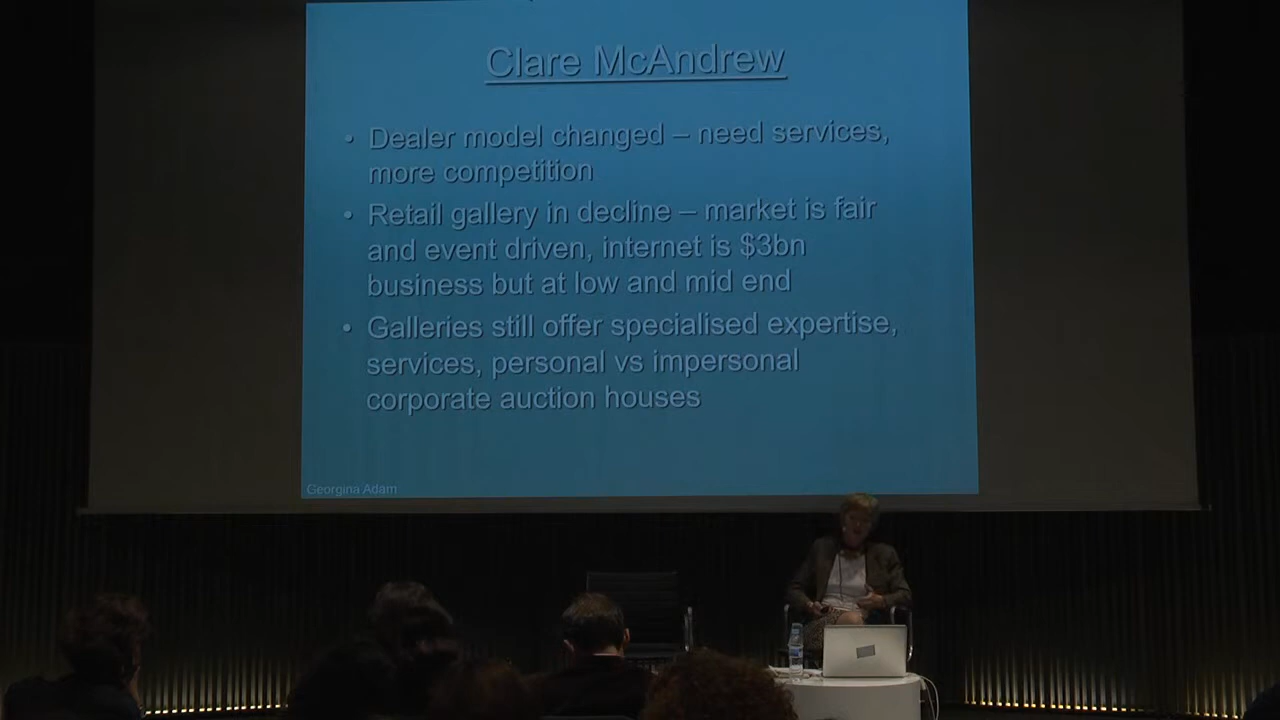 Clare McAndrew
• Dealer model changed – need services,
more competition
• Retail gallery in decline – market is fair
and event driven, internet is $3bn
business but at low and mid end
• Galleries still offer specialised expertise,
services, personal vs impersonal
corporate auction houses
Georgina Adam